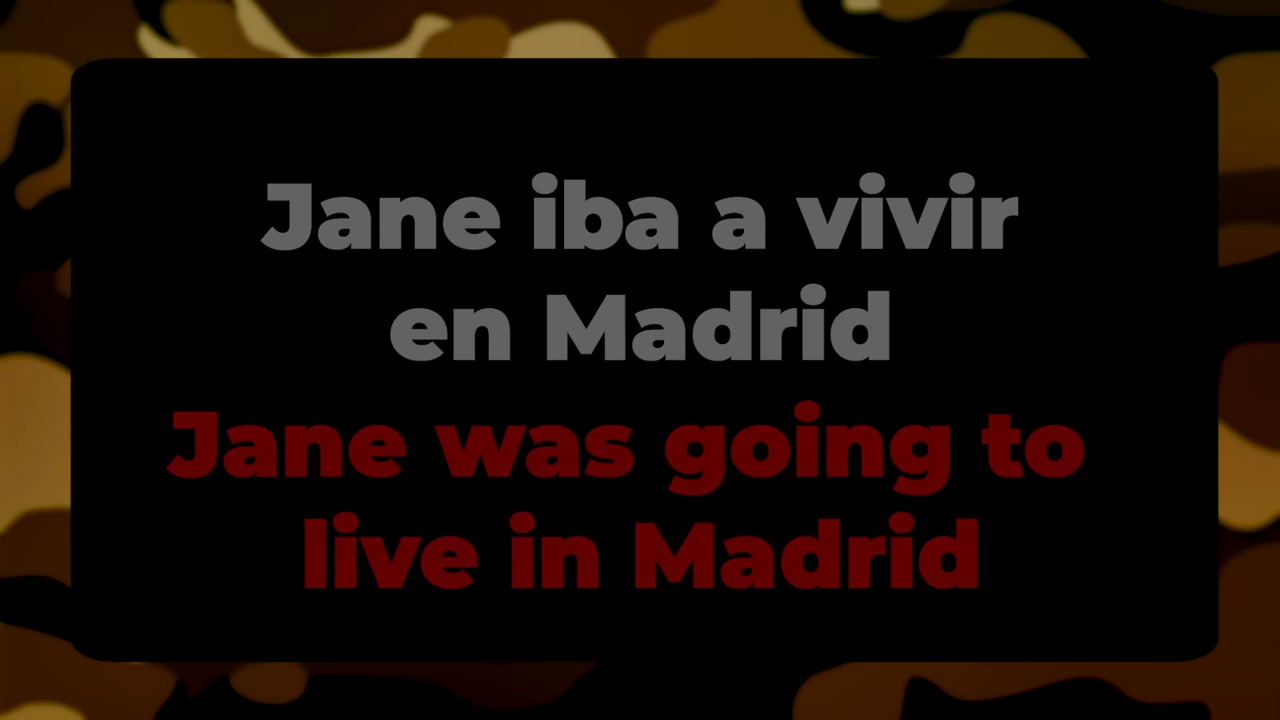 Jane iba a vivir
en Madrid
Jane was going to
live in Madrid